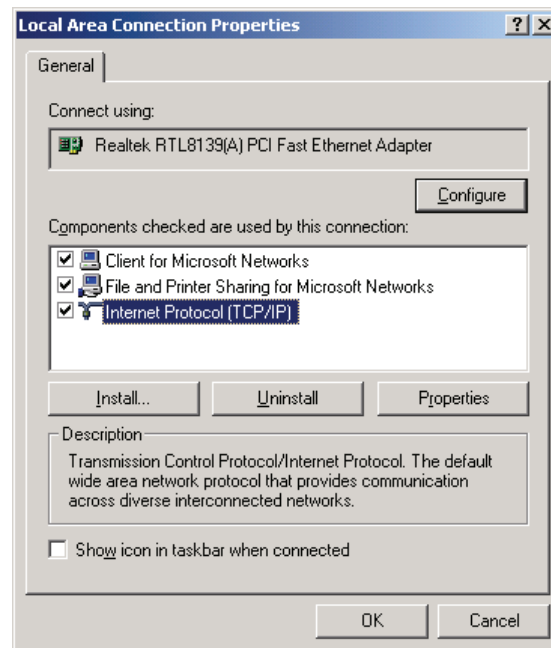 Local Area Connection Properties
General
Connect using:
Realtek RTL8139(A) PCI Fast Ethernet Adapter
Configure
Components checked are used by this connection:
Client for Microsoft Networks
File and Printer Sharing for Microsoft Networks
Internet Protocol (TCP/IP)
Install...
Uninstall
Properties
Description
Transmission Control Protocol/Internet Protocol. The default
wide area network protocol that provides communication
across diverse interconnected networks.
Show icon in taskbar when connected
OK
Cancel